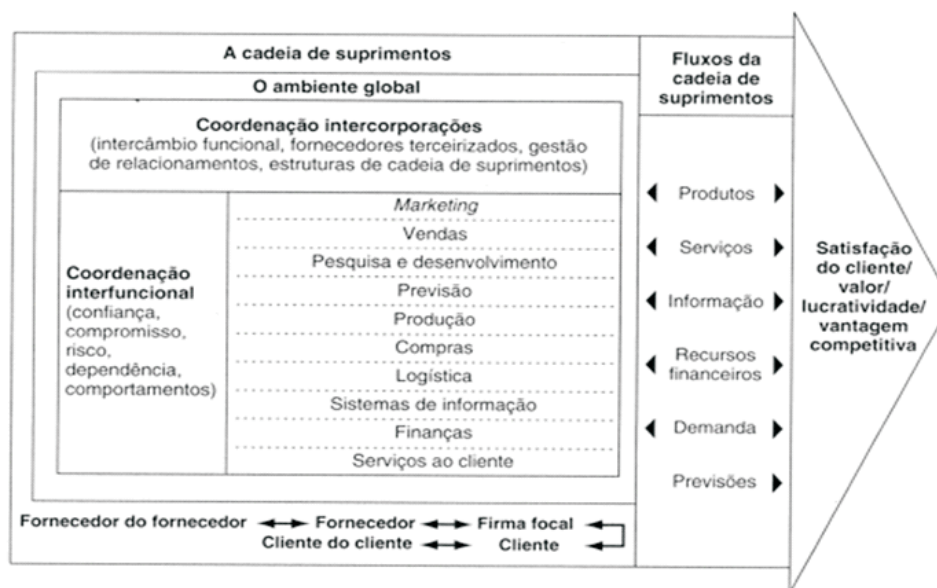 A cadeia de suprimentos
O ambiente global
Coordenação intercorporações
(intercâmbio funcional, fornecedores terceirizados, gestão
de relacionamentos, estruturas de cadeia de suprimentos)
Coordenação
interfuncional
(confiança,
compromisso,
risco,
dependência,
comportamentos)
Marketing
Vendas
Pesquisa e desenvolvimento
Previsão
Produção
Compras
Logística
Sistemas de informação
Finanças
Serviços ao cliente
Fornecedor do fornecedor Fornecedor Firma focal
Cliente do cliente Cliente
Fluxos da
cadeia de
suprimentos
Produtos
Serviços
Informação
Recursos
financeiros
Demanda
Previsões
Satisfação
do cliente/
valor/
lucratividade/
vantagem
competitiva